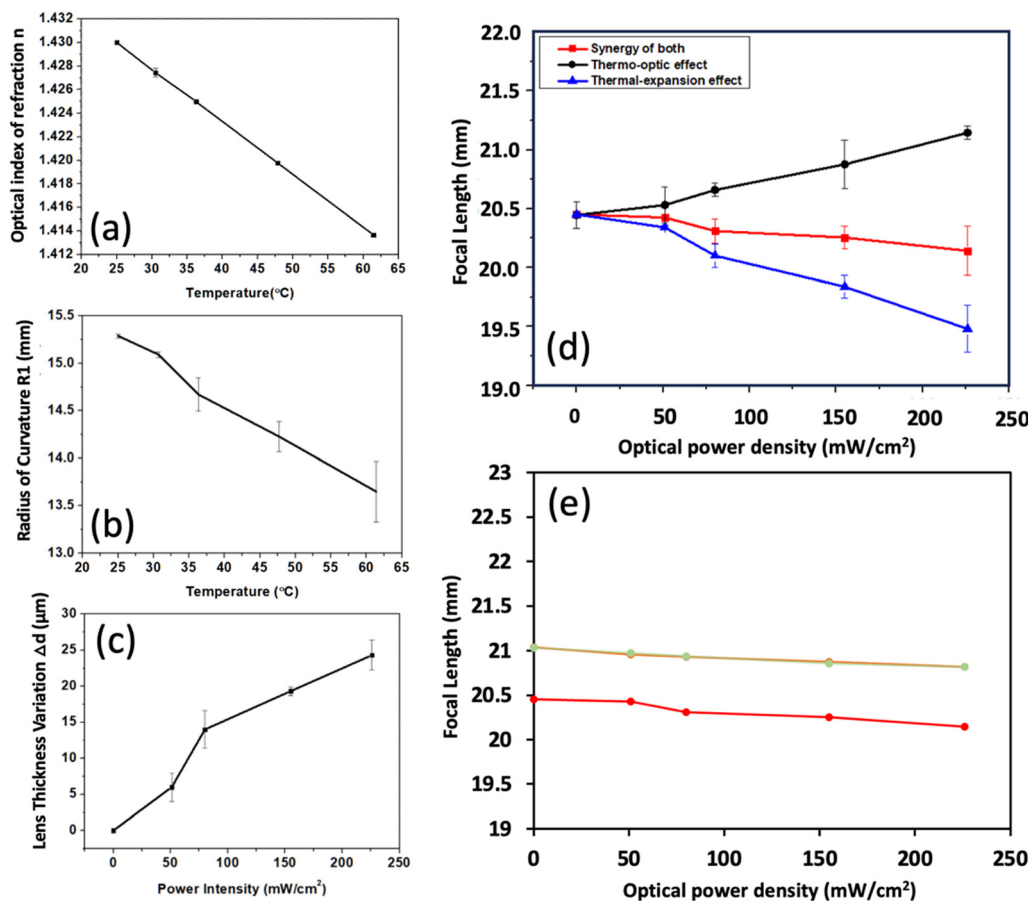 (a)
Optical index of refraction n
1.432
1.430
1.428
1.426
1.424
1.422
1.420
1.418
1.416
1.414
1.412
20 25 30 35 40 45 50 55 60 65
Temperature(°C)
(b)
Radius of Curvature R1 (mm)
15.5
15.0
14.5
14.0
13.5
13.0
20 25 30 35 40 45 50 55 60 65
Temperature (°C)
(c)
Lens Thickness Variation Δd (μm)
30
25
20
15
10
5
0
0 50 100 150 200 250
Power Intensity (mW/cm²)
(d)
Focal Length (mm)
22.0
21.5
21.0
20.5
20.0
19.5
19.0
Synergy of both
Thermo-optic effect
Thermal-expansion effect
0 50 100 150 200 250
Optical power density (mW/cm²)
(e)
Focal Length (mm)
23
22.5
22
21.5
21
20.5
20
19.5
19
0 50 100 150 200 250
Optical power density (mW/cm²)